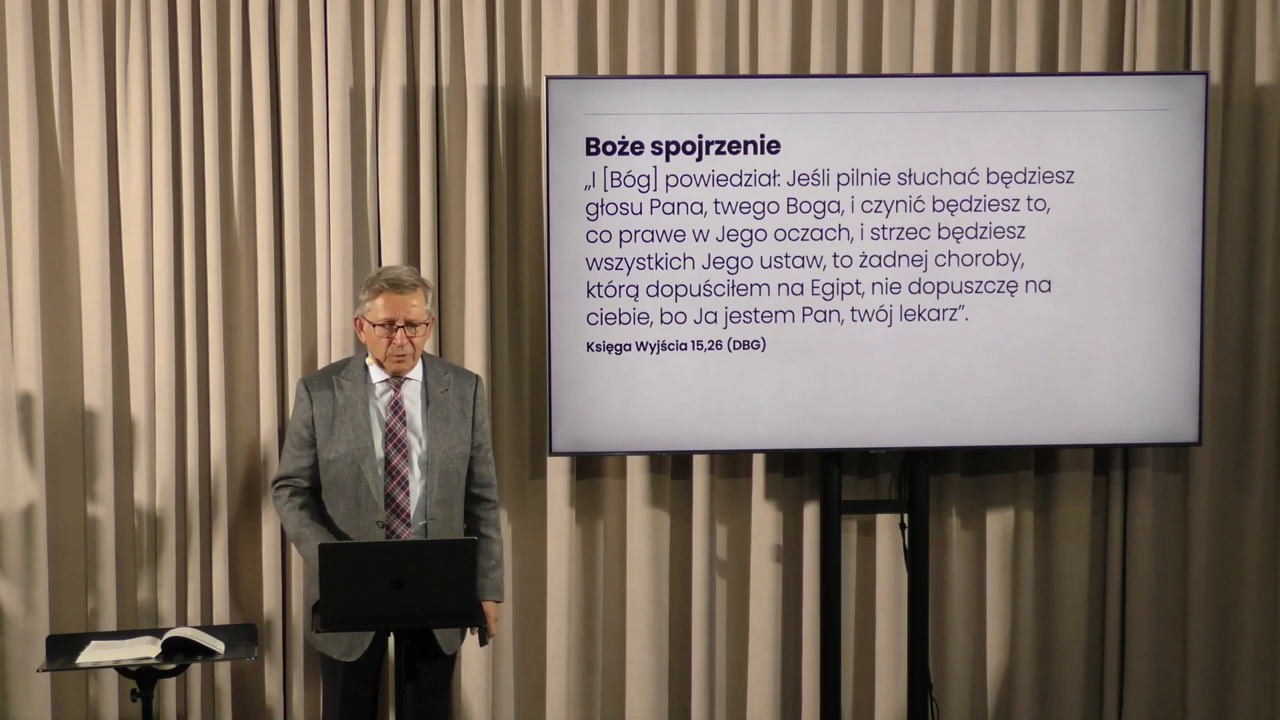 Boże spojrzenie
„I [Bóg] powiedział: Jeśli pilnie słuchać będziesz
głosu Pana, twego Boga, i czynić będziesz to,
co prawe w Jego oczach, i strzec będziesz
wszystkich Jego ustaw, to żadnej choroby,
którą dopuściłem na Egipt, nie dopuszczę na
ciebie, bo Ja jestem Pan, twój lekarz”.
Księga Wyjścia 15,26 (DBG)